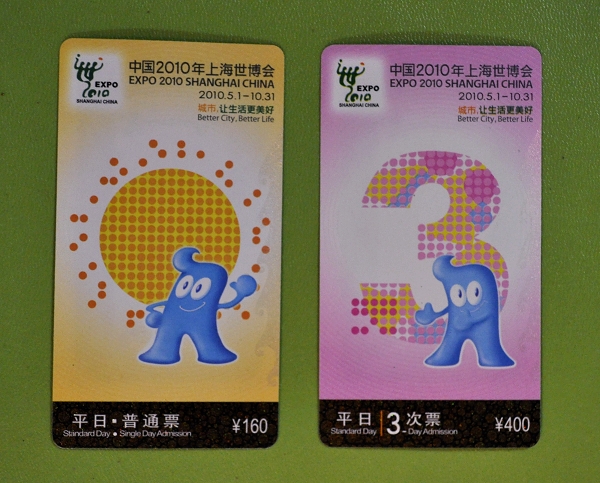 EXPO
2010
SHANGHAI CHINA
中国2010年上海世博会
EXPO 2010 SHANGHAI CHINA
2010.5.1-10.31
城市,让生活更美好
Better City, Better Life
平日·普通票
Standard Day • Single Day Admission
¥160
EXPO
2010
SHANGHAI CHINA
中国2010年上海世博会
EXPO 2010 SHANGHAI CHINA
2010.5.1-10.31
城市,让生活更美好
Better City, Better Life
3
平日 3次票
Standard Day 3-Day Admission
¥400